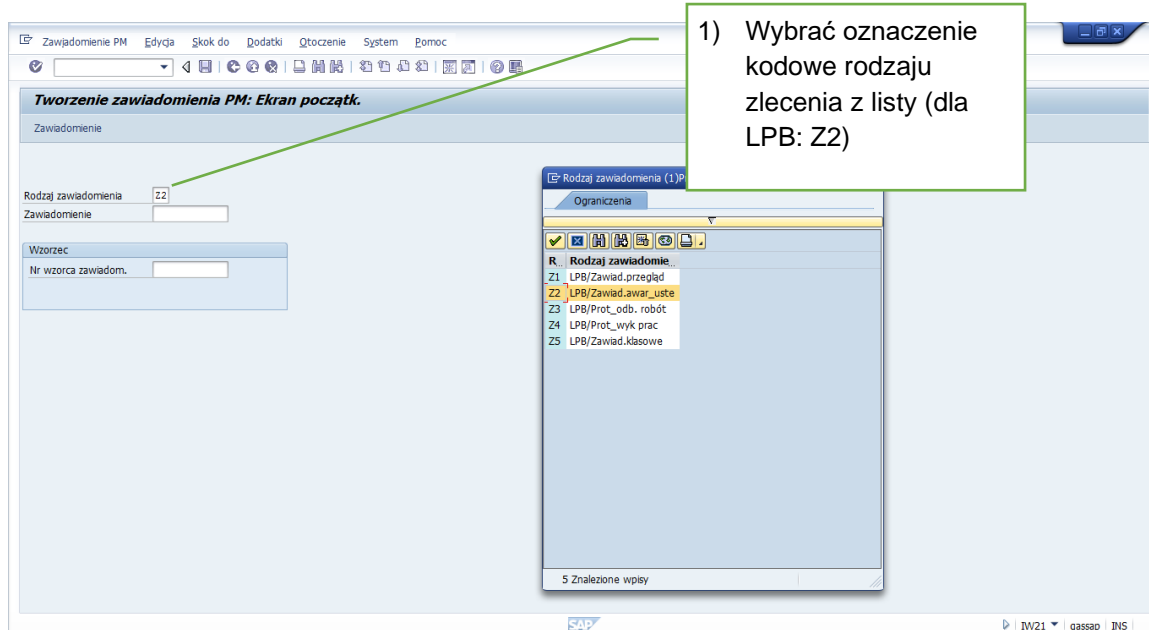 1) Wybrać oznaczenie
kodowe rodzaju
zlecenia z listy (dla
LPB: Z2)
Zawiadomienie PM Edycja Skok do Dodatki Otoczenie System Pomoc
Tworzenie zawiadomienia PM: Ekran początk.
Zawiadomienie
Rodzaj zawiadomienia Z2
Zawiadomienie
Wzorzec
Nr wzorca zawiadom.
Rodzaj zawiadomienia (1)
Ograniczenia
R.. Rodzaj zawiadomie..
Z1 LPB/Zawiad.przegląd
Z2 LPB/Zawiad.awar_uste
Z3 LPB/Prot_odb. robót
Z4 LPB/Prot_wyk prac
Z5 LPB/Zawiad.klasowe
5 Znalezione wpisy
SAP
IW21 qassap INS